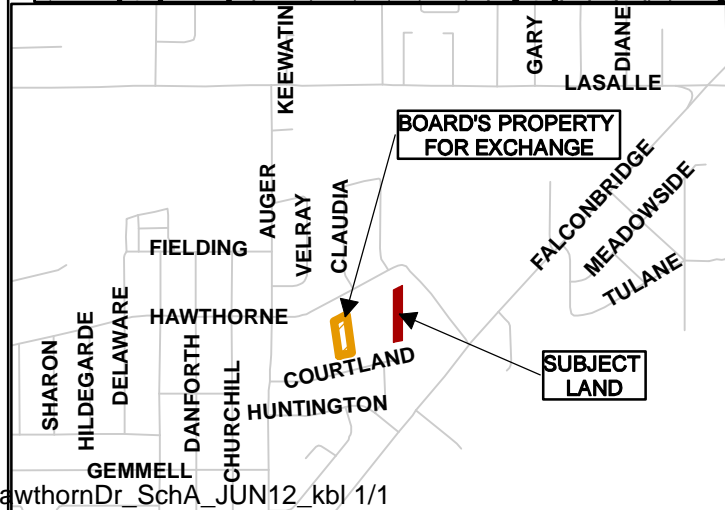 KEEWATIN
GARY
DIANE
LASALLE
BOARD'S PROPERTY
FOR EXCHANGE
AUGER
VELRAY
CLAUDIA
FALCONBRIDGE
MEADOWSIDE
TULANE
FIELDING
HAWTHORNE
SHARON
HILDEGARDE
DELAWARE
DANFORTH
CHURCHILL
COURTLAND
HUNTINGTON
SUBJECT
LAND
GEMMELL
awthornDr_SchA_JUN12_kbl 1/1